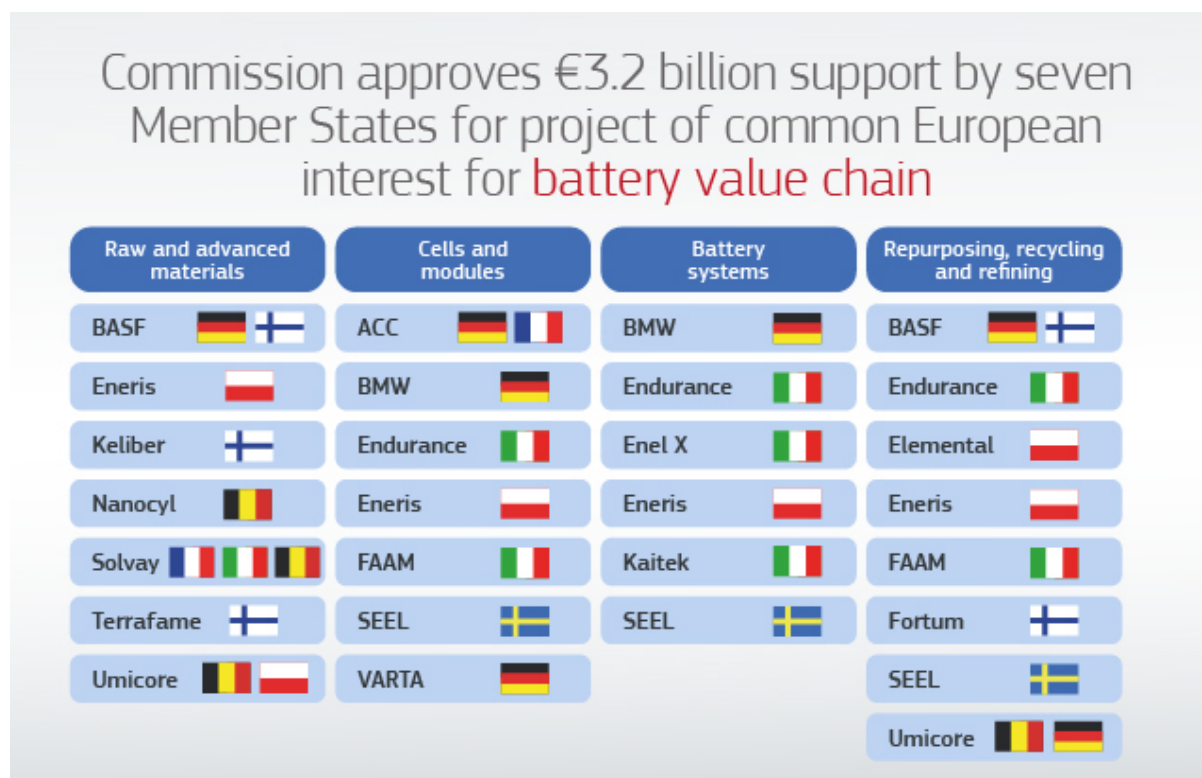 Commission approves €3.2 billion support by seven
Member States for project of common European
interest for battery value chain
Raw and advanced
materials
BASF
Eneris
Keliber
Nanocyl
Solvay
Terrafame
Umicore
Cells and
modules
ACC
BMW
Endurance
Eneris
FAAM
SEEL
VARTA
Battery
systems
BMW
Endurance
Enel X
Eneris
Kaitek
SEEL
Repurposing, recycling
and refining
BASF
Endurance
Elemental
Eneris
FAAM
Fortum
SEEL
Umicore